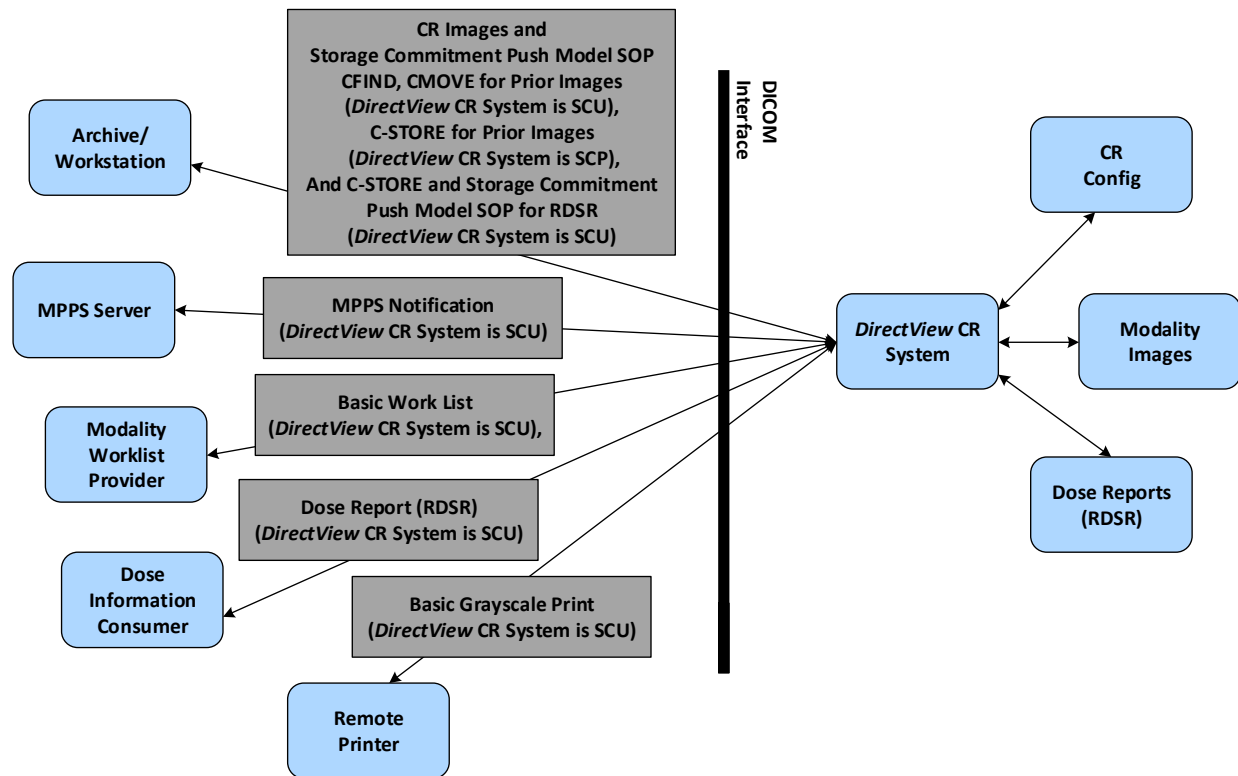 CR Images and
Storage Commitment Push Model SOP
CFIND, CMOVE for Prior Images
(DirectView CR System is SCU),
C-STORE for Prior Images
(DirectView CR System is SCP),
And C-STORE and Storage Commitment
Push Model SOP for RDSR
(DirectView CR System is SCU)
Archive/
Workstation
DICOM
Interface
CR
Config
MPPS Server
MPPS Notification
(DirectView CR System is SCU)
DirectView CR
System
Modality
Images
Basic Work List
(DirectView CR System is SCU),
Modality
Worklist
Provider
Dose Report (RDSR)
(DirectView CR System is SCU)
Dose Reports
(RDSR)
Dose
Information
Consumer
Basic Grayscale Print
(DirectView CR System is SCU)
Remote
Printer